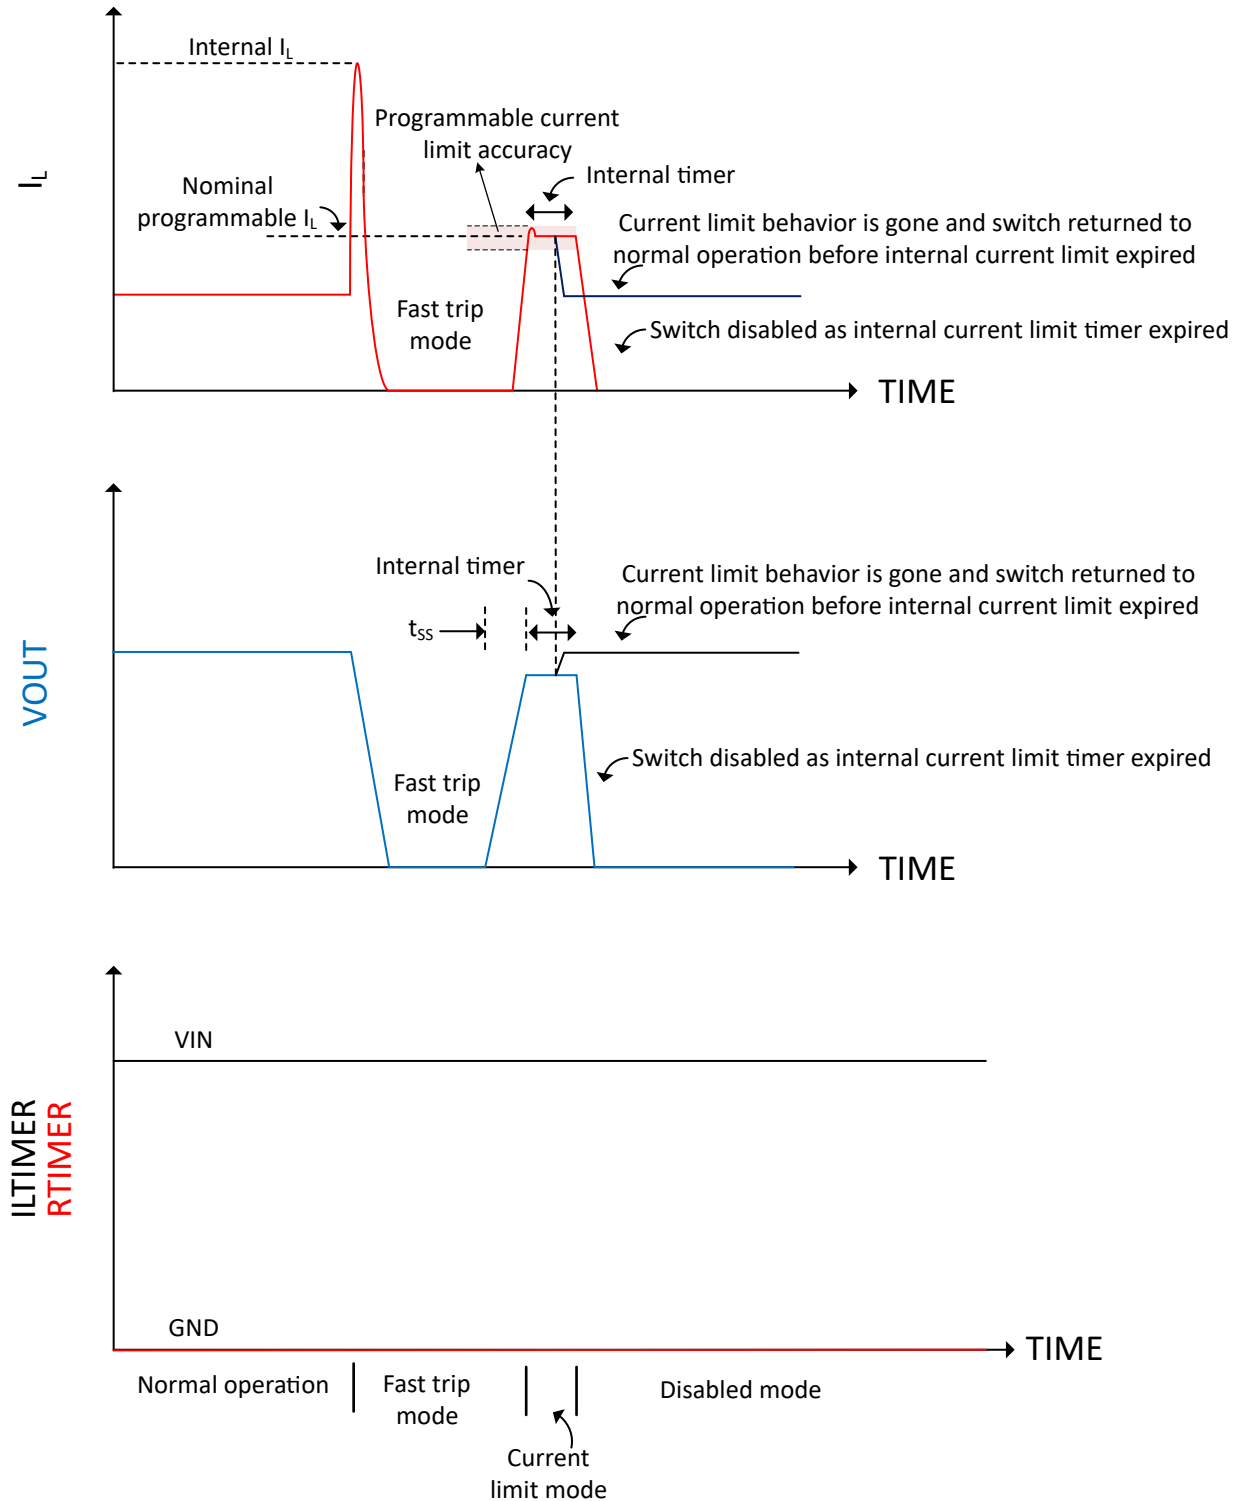 Internal IL
Programmable current
limit accuracy
Internal timer
Nominal
programmable IL
IL
Current limit behavior is gone and switch returned to
normal operation before internal current limit expired
Fast trip
mode
Switch disabled as internal current limit timer expired
TIME
Internal timer
Current limit behavior is gone and switch returned to
normal operation before internal current limit expired
tSS
VOUT
Switch disabled as internal current limit timer expired
Fast trip
mode
TIME
VIN
ILTIMER
RTIMER
GND
TIME
Normal operation
Fast trip
mode
Disabled mode
Current
limit mode